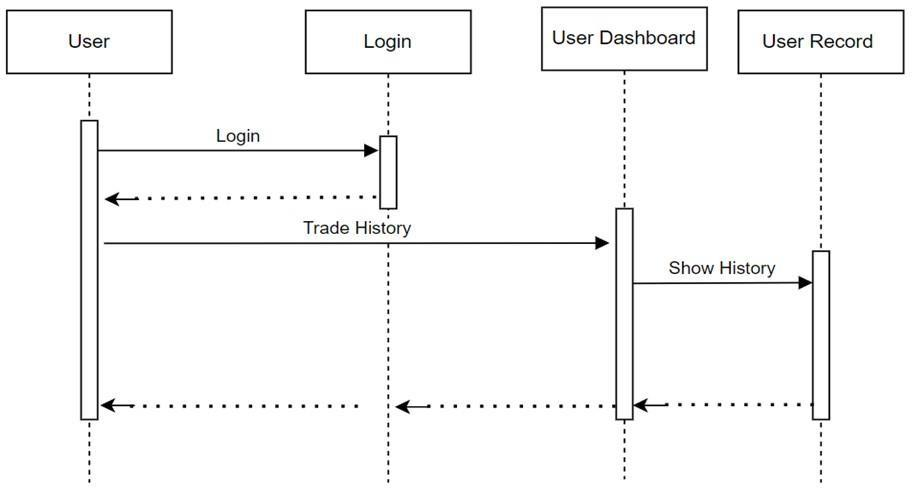 User
Login
User Dashboard
User Record
Login
Trade History
Show History